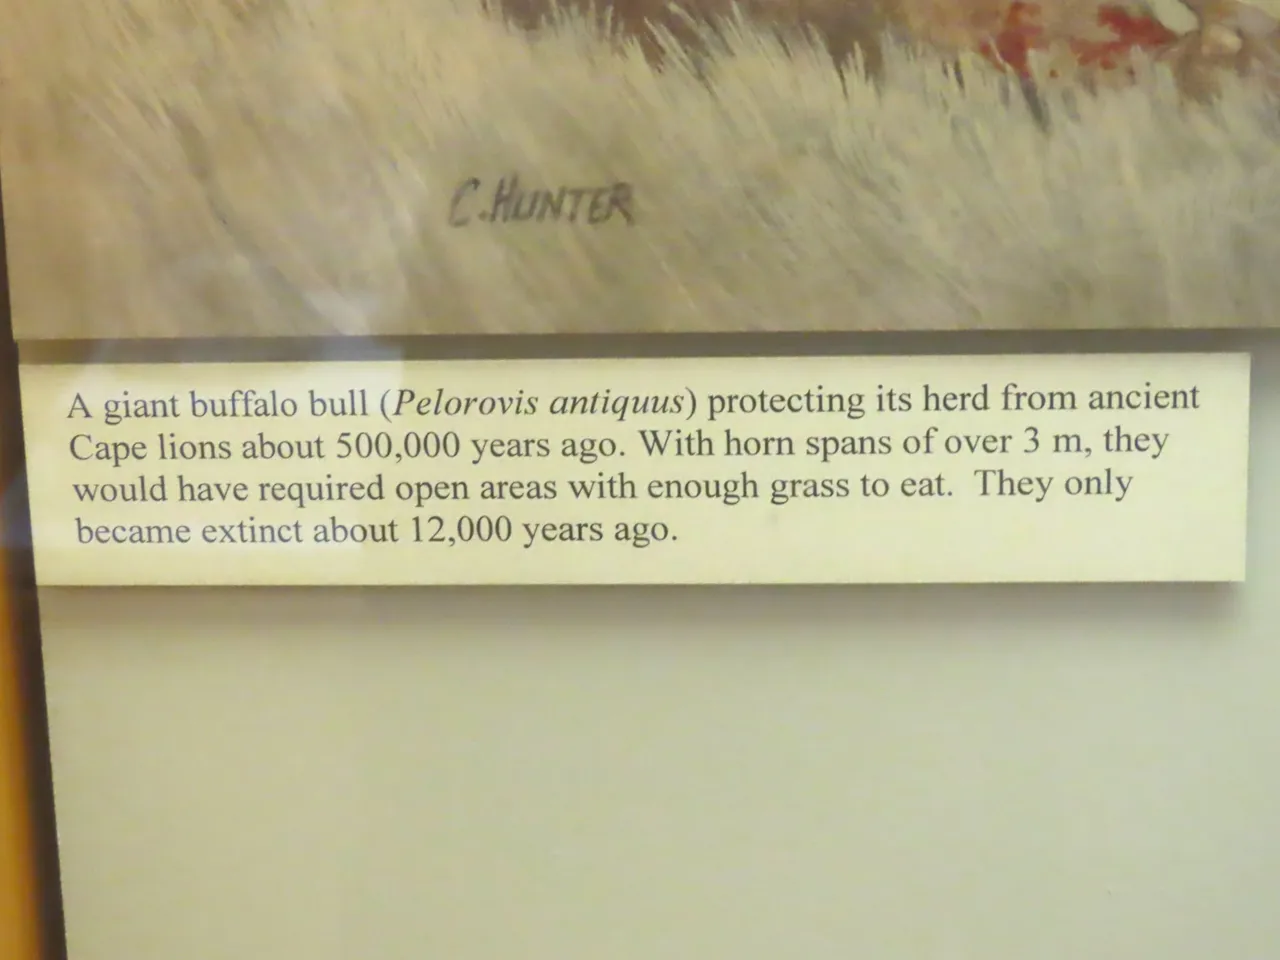 C.HUNTER
A giant buffalo bull (Pelorovis antiquus) protecting its herd from ancient
Cape lions about 500,000 years ago. With horn spans of over 3 m, they
would have required open areas with enough grass to eat.  They only
became extinct about 12,000 years ago.